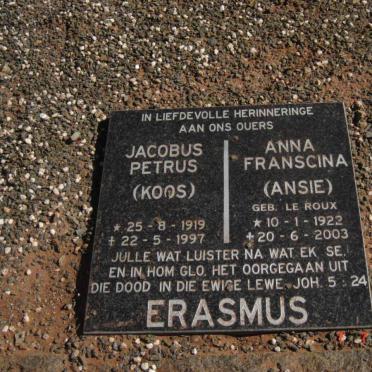 IN LIEFDEVOLLE HERINNERINGE
AAN ONS OUERS
JACOBUS
PETRUS
(KOOS)
* 25-8-1919
† 22-5-1997
ANNA
FRANSCINA
(ANSIE)
GEB. LE ROUX
* 10-1-1922
† 20-6-2003
JULLE WAT LUISTER NA WAT EK SE,
EN IN HOM GLO, HET OORGEGAAN UIT
DIE DOOD IN DIE EWIGE LEWE. JOH. 5:24
ERASMUS